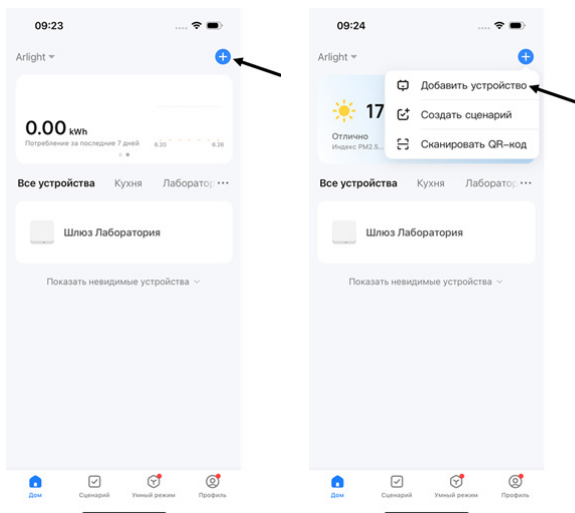 09:23
Arlight
0.00 kWh
Потребление за последние 7 дней
6.20
6.26
Все устройства Кухня Лаборатор
Шлюз Лаборатория
Показать невидимые устройства
Дом Сценарий Умный режим Профиль
09:24
Arlight
Добавить устройство
Создать сценарий
Сканировать QR-код
17
Отлично
Индекс PM2.5...
Все устройства Кухня Лаборатор
Шлюз Лаборатория
Показать невидимые устройства
Дом Сценарий Умный режим Профиль